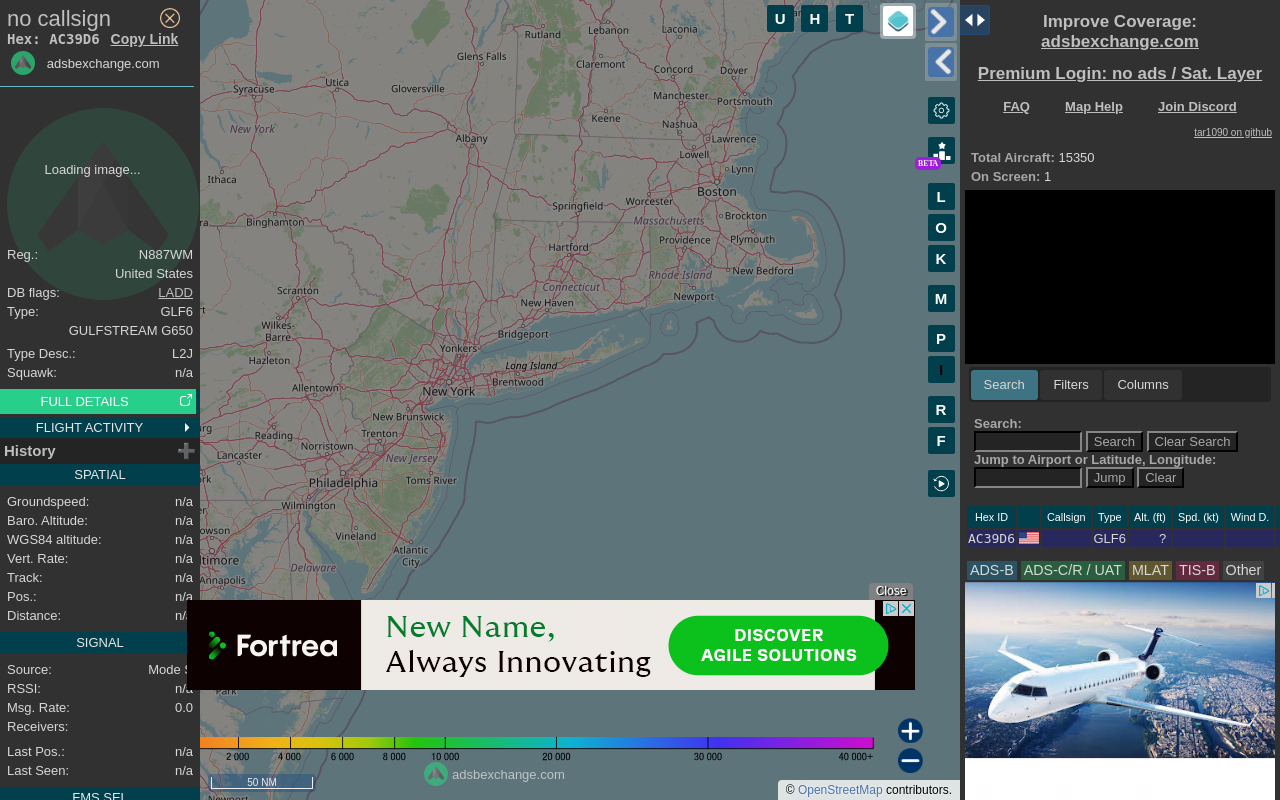 no callsign
Hex: AC39D6 Copy Link
adsbexchange.com
Loading image...
Reg.: N887WM
United States
DB flags: LADD
Type: GLF6
GULFSTREAM G650
Type Desc.: L2J
Squawk: n/a
FULL DETAILS
FLIGHT ACTIVITY
History
SPATIAL
Groundspeed: n/a
Baro. Altitude: n/a
WGS84 altitude: n/a
Vert. Rate: n/a
Track: n/a
Pos.: n/a
Distance: n/a
SIGNAL
Source: Mode S
RSSI: n/a
Msg. Rate: 0.0
Receivers:
Last Pos.: n/a
Last Seen: n/a
FMS SEL
U H T
Rutland
Lebanon
Laconia
Glens Falls
Claremont
Concord
Dover
Utica
Gloversville
Syracuse
Manchester
Portsmouth
Keene
Nashua
New York
Albany
Lawrence
Lowell
Lynn
Ithaca
Boston
Springfield
Worcester
Binghamton
Massachusetts
Brockton
Providence
Plymouth
Hartford
Rhode Island
New Bedford
Connecticut
Scranton
New Haven
Newport
Wilkes-
Barre
Bridgeport
Yonkers
Hazleton
Long Island
Brentwood
Allentown
New York
New Brunswick
Reading
Trenton
Norristown
Lancaster
New Jersey
Philadelphia
Toms River
Wilmington
Vineland
Atlantic
City
Annapolis
Delaware
BETA
L
O
K
M
P
I
R
F
Close
Fortrea
New Name,
Always Innovating
DISCOVER
AGILE SOLUTIONS
Park
2 000 4 000 6 000 8 000 10 000 20 000 30 000 40 000+
adsbexchange.com
50 NM
Newport
© OpenStreetMap contributors.
Improve Coverage:
adsbexchange.com
Premium Login: no ads / Sat. Layer
FAQ Map Help Join Discord
tar1090 on github
Total Aircraft: 15350
On Screen: 1
Search Filters Columns
Search:
Search Clear Search
Jump to Airport or Latitude, Longitude:
Jump Clear
Hex ID Callsign Type Alt. (ft) Spd. (kt) Wind D.
AC39D6 GLF6 ?
ADS-B ADS-C/R / UAT MLAT TIS-B Other